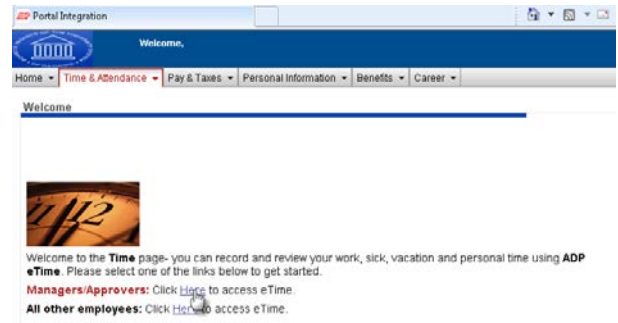 Portal Integration
Welcome,
Home Time & Attendance Pay & Taxes Personal Information Benefits Career
Welcome
11 12
Welcome to the Time page- you can record and review your work, sick, vacation and personal time using ADP
eTime. Please select one of the links below to get started.
Managers/Approvers: Click Here to access eTime.
All other employees: Click Here to access eTime.